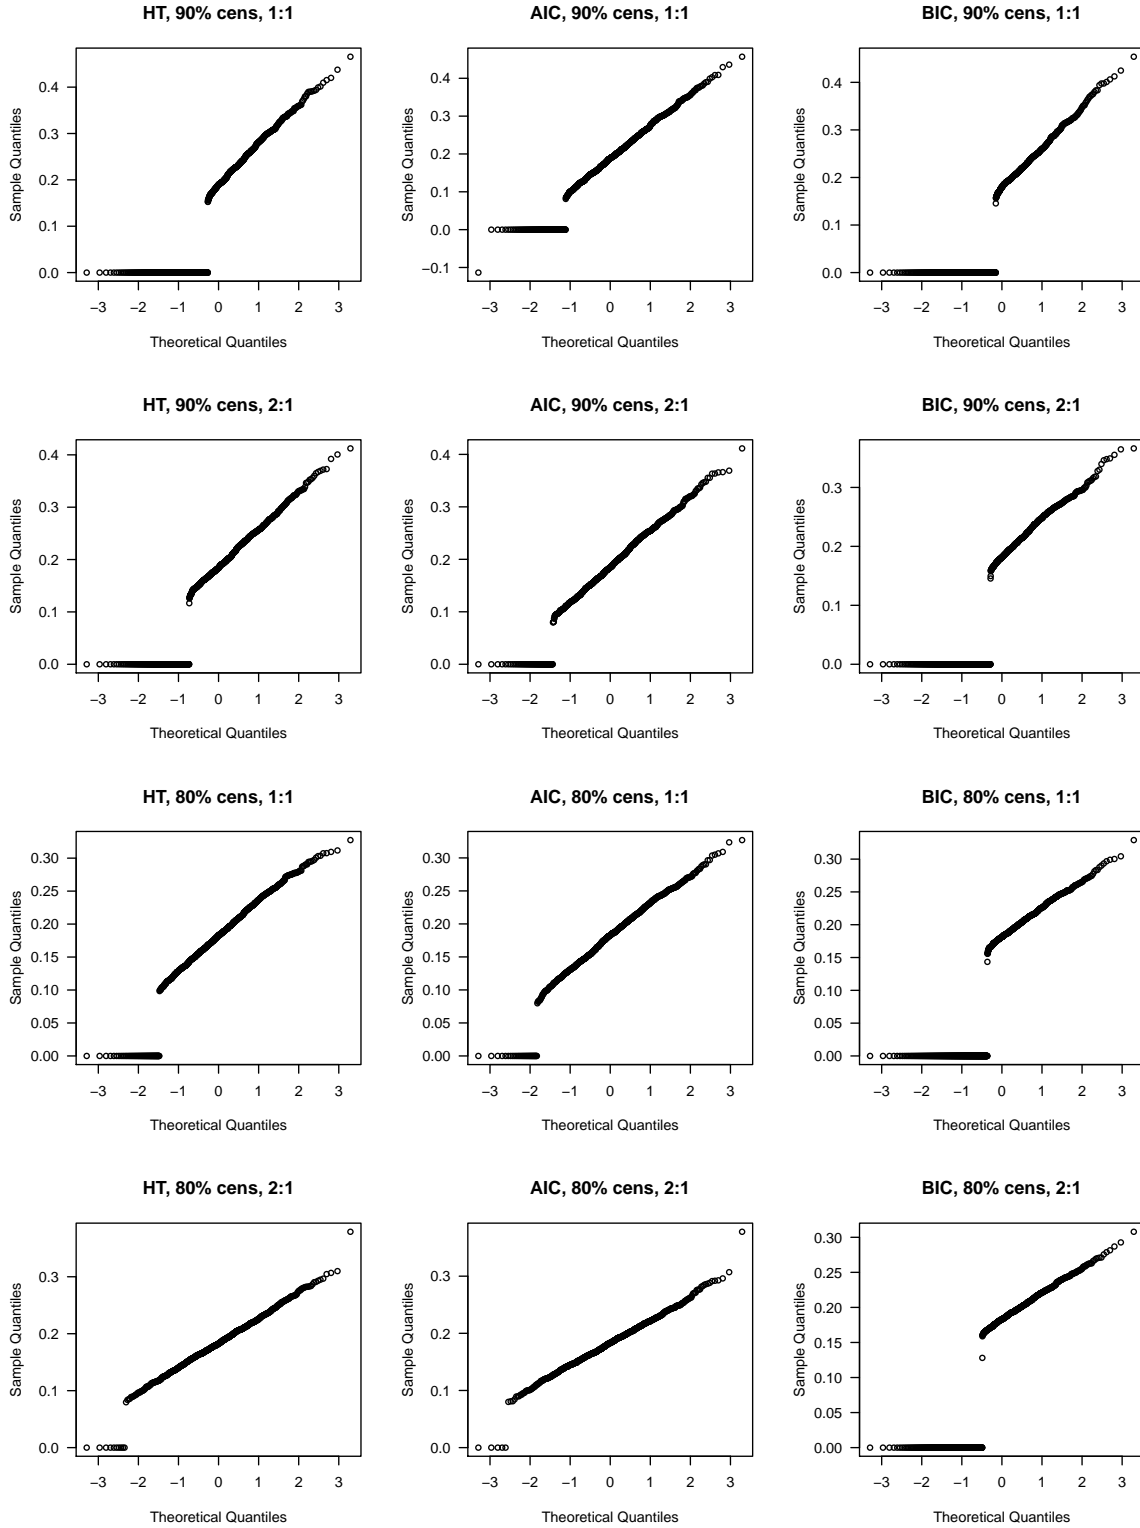 HT, 90% cens, 1:1
AIC, 90% cens, 1:1
BIC, 90% cens, 1:1
Sample Quantiles
0.4
0.3
0.2
0.1
0.0
−3 −2 −1 0 1 2 3
Theoretical Quantiles
Sample Quantiles
0.4
0.3
0.2
0.1
0.0
−0.1
−3 −2 −1 0 1 2 3
Theoretical Quantiles
Sample Quantiles
0.4
0.3
0.2
0.1
0.0
−3 −2 −1 0 1 2 3
Theoretical Quantiles
HT, 90% cens, 2:1
AIC, 90% cens, 2:1
BIC, 90% cens, 2:1
Sample Quantiles
0.4
0.3
0.2
0.1
0.0
−3 −2 −1 0 1 2 3
Theoretical Quantiles
Sample Quantiles
0.4
0.3
0.2
0.1
0.0
−3 −2 −1 0 1 2 3
Theoretical Quantiles
Sample Quantiles
0.3
0.2
0.1
0.0
−3 −2 −1 0 1 2 3
Theoretical Quantiles
HT, 80% cens, 1:1
AIC, 80% cens, 1:1
BIC, 80% cens, 1:1
Sample Quantiles
0.30
0.25
0.20
0.15
0.10
0.05
0.00
−3 −2 −1 0 1 2 3
Theoretical Quantiles
Sample Quantiles
0.30
0.25
0.20
0.15
0.10
0.05
0.00
−3 −2 −1 0 1 2 3
Theoretical Quantiles
Sample Quantiles
0.30
0.25
0.20
0.15
0.10
0.05
0.00
−3 −2 −1 0 1 2 3
Theoretical Quantiles
HT, 80% cens, 2:1
AIC, 80% cens, 2:1
BIC, 80% cens, 2:1
Sample Quantiles
0.3
0.2
0.1
0.0
−3 −2 −1 0 1 2 3
Theoretical Quantiles
Sample Quantiles
0.3
0.2
0.1
0.0
−3 −2 −1 0 1 2 3
Theoretical Quantiles
Sample Quantiles
0.30
0.25
0.20
0.15
0.10
0.05
0.00
−3 −2 −1 0 1 2 3
Theoretical Quantiles